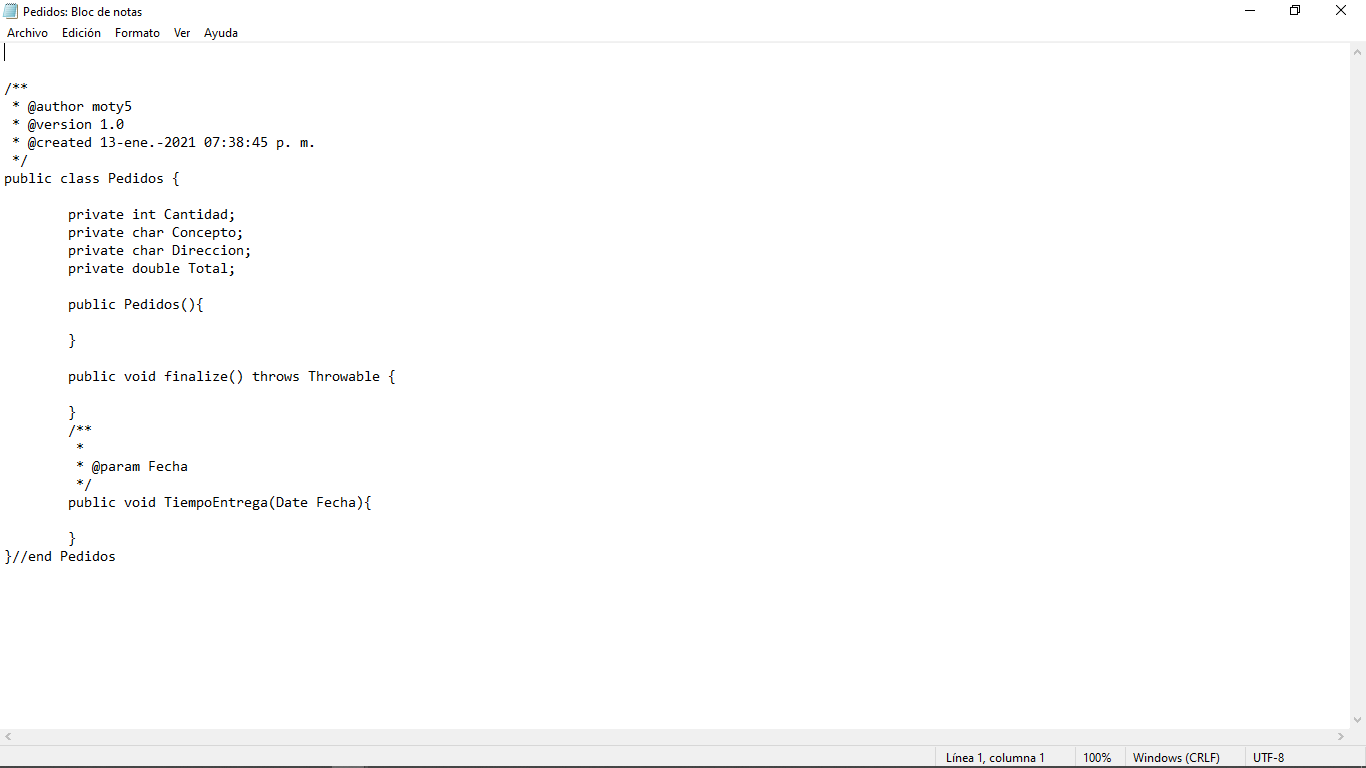 Pedidos: Bloc de notas
Archivo Edición Formato Ver Ayuda
/**
* @author moty5
* @version 1.0
* @created 13-ene.-2021 07:38:45 p. m.
*/
public class Pedidos {
private int Cantidad;
private char Concepto;
private char Direccion;
private double Total;
public Pedidos(){
}
public void finalize() throws Throwable {
}
/**
*
* @param Fecha
*/
public void TiempoEntrega(Date Fecha){
}
}//end Pedidos
Línea 1, columna 1 100% Windows (CRLF) UTF-8